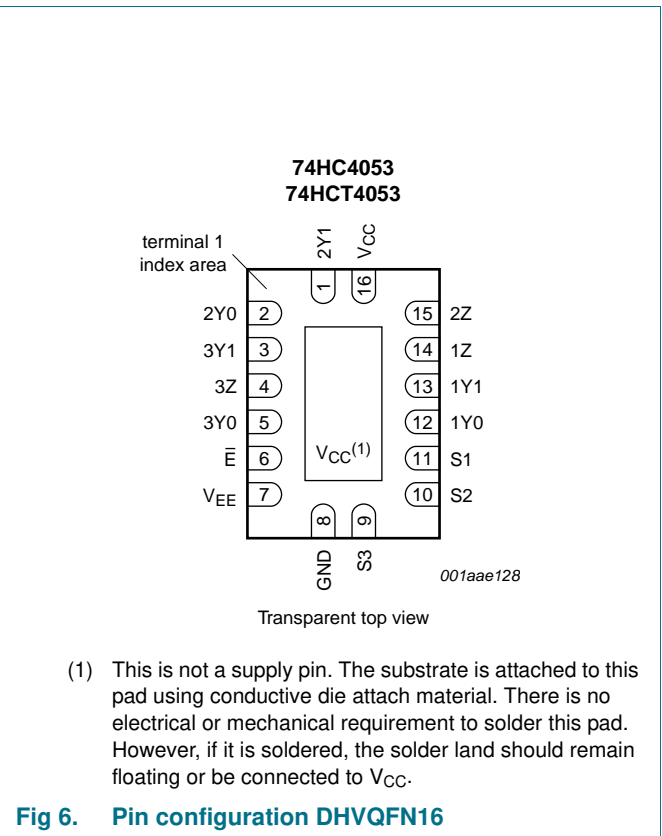 74HC4053
74HCT4053
terminal 1
index area
2Y1
VCC
1
16
2Y0 2
15 2Z
3Y1 3
14 1Z
3Z 4
13 1Y1
3Y0 5
12 1Y0
E̅ 6
VCC(1)
11 S1
VEE 7
10 S2
8
9
GND
S3
001aae128
Transparent top view
(1) This is not a supply pin. The substrate is attached to this
pad using conductive die attach material. There is no
electrical or mechanical requirement to solder this pad.
However, if it is soldered, the solder land should remain
floating or be connected to VCC.
Fig 6. Pin configuration DHVQFN16